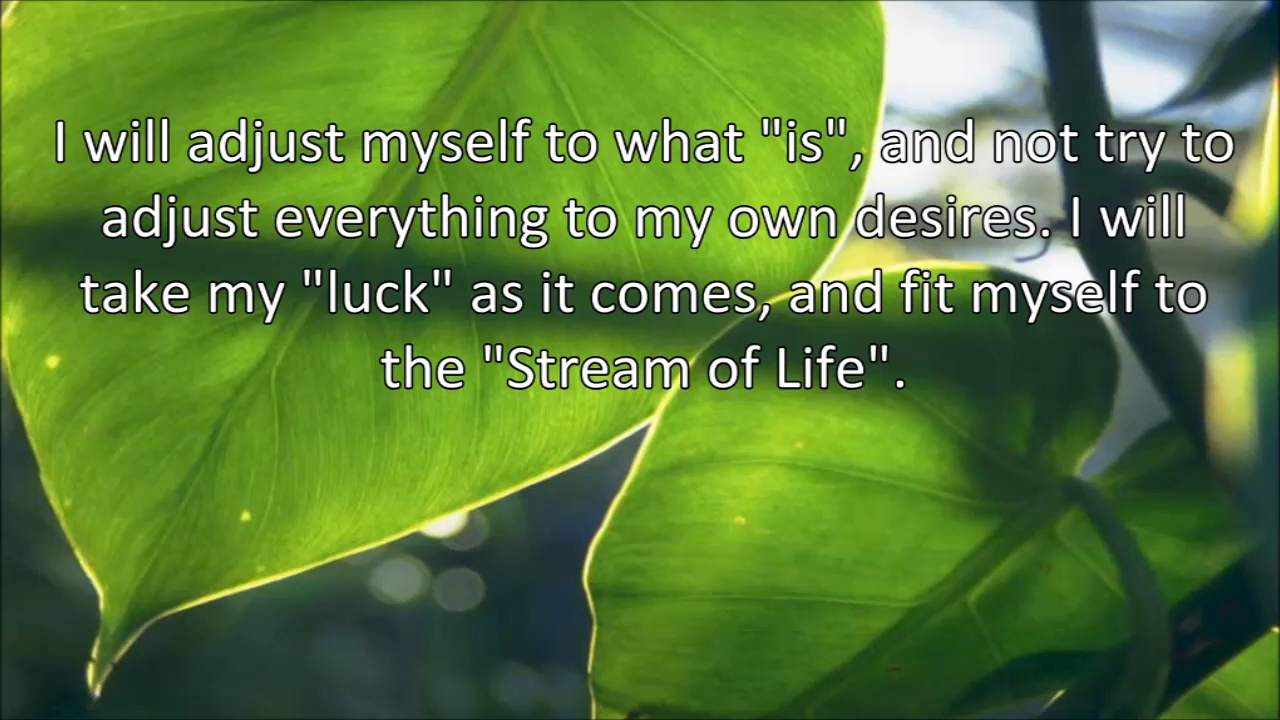 I will adjust myself to what "is", and not try to
adjust everything to my own desires. I will
take my "luck" as it comes, and fit myself to
the "Stream of Life".